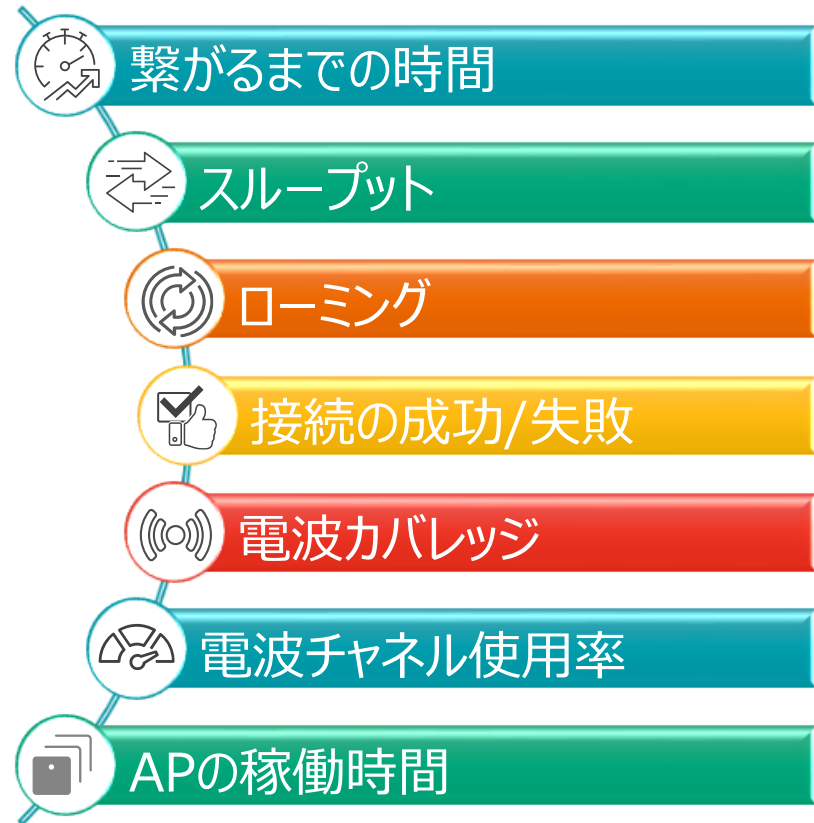 繋がるまでの時間
スループット
ローミング
接続の成功/失敗
電波カバレッジ
電波チャネル使用率
APの稼働時間